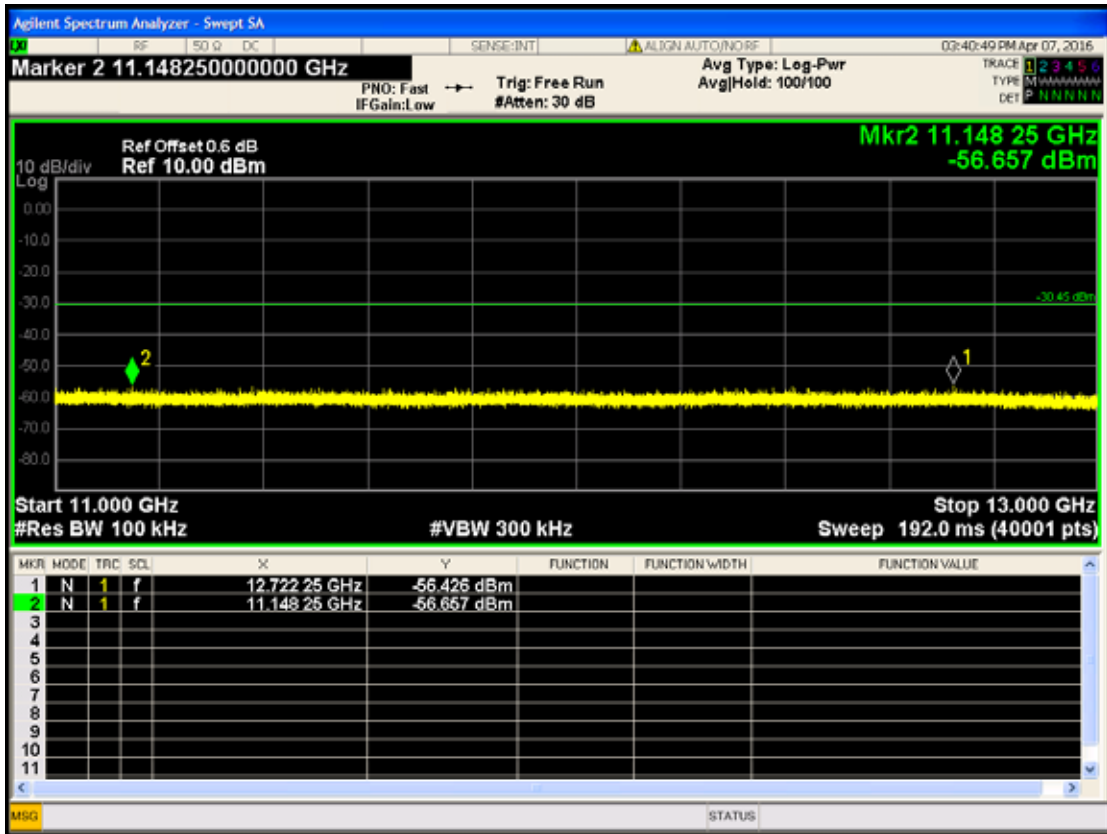 Agilent Spectrum Analyzer - Swept SA
LXI RF 50 Ω DC SENSE:INT ALIGN AUTO/NO RF 03:40:49 PM Apr 07, 2016
Marker 2 11.148250000000 GHz
PNO: Fast
IFGain:Low
Trig: Free Run
#Atten: 30 dB
Avg Type: Log-Pwr
Avg|Hold: 100/100
TRACE 1 2 3 4 5 6
TYPE M W W W W W
DET P N N N N N
Mkr2 11.148 25 GHz
-56.657 dBm
Ref Offset 0.6 dB
10 dB/div Ref 10.00 dBm
Log
0.00
-10.0
-20.0
-30.0
-30.45 dBm
-40.0
-50.0
2
1
-60.0
-70.0
-80.0
Start 11.000 GHz Stop 13.000 GHz
#Res BW 100 kHz #VBW 300 kHz Sweep 192.0 ms (40001 pts)
MKR MODE TRC SCL X Y FUNCTION FUNCTION WIDTH FUNCTION VALUE
1 N 1 f 12.722 25 GHz -56.426 dBm
2 N 1 f 11.148 25 GHz -56.657 dBm
3
4
5
6
7
8
9
10
11
MSG STATUS